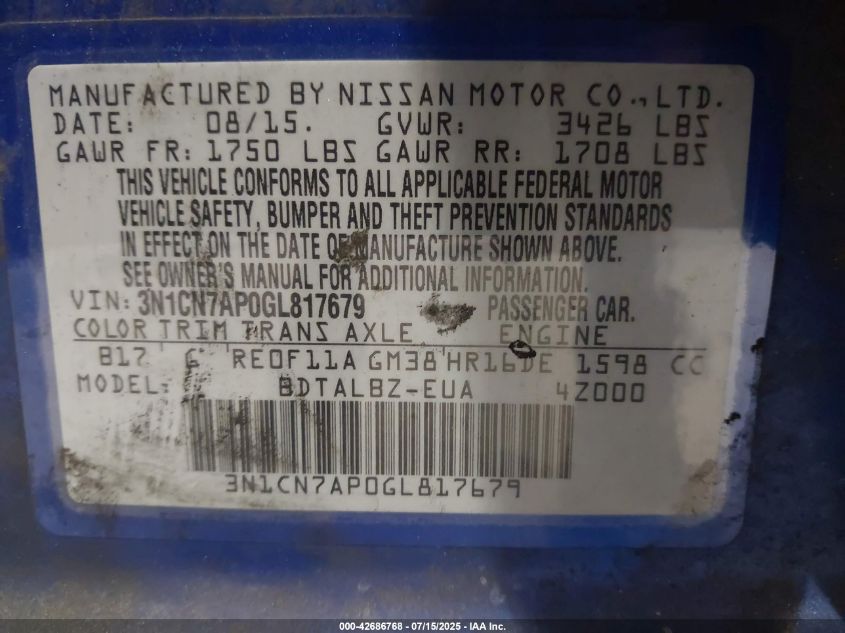 MANUFACTURED BY NISSAN MOTOR CO.,LTD.
DATE: 08/15. GVWR: 3426 LBS
GAWR FR: 1750 LBS GAWR RR: 1708 LBS
THIS VEHICLE CONFORMS TO ALL APPLICABLE FEDERAL MOTOR
VEHICLE SAFETY, BUMPER AND THEFT PREVENTION STANDARDS
IN EFFECT ON THE DATE OF MANUFACTURE SHOWN ABOVE.
SEE OWNER'S MANUAL FOR ADDITIONAL INFORMATION.
VIN: 3N1CN7AP0GL817679 PASSENGER CAR.
COLOR TRIM TRANS AXLE ENGINE
B17 G RE0F11A GM38 HR16DE 1598 CC
MODEL: BDTALBZ-EUA 4Z000
3N1CN7AP0GL817679
000-42686768 - 07/15/2025 - IAA Inc.